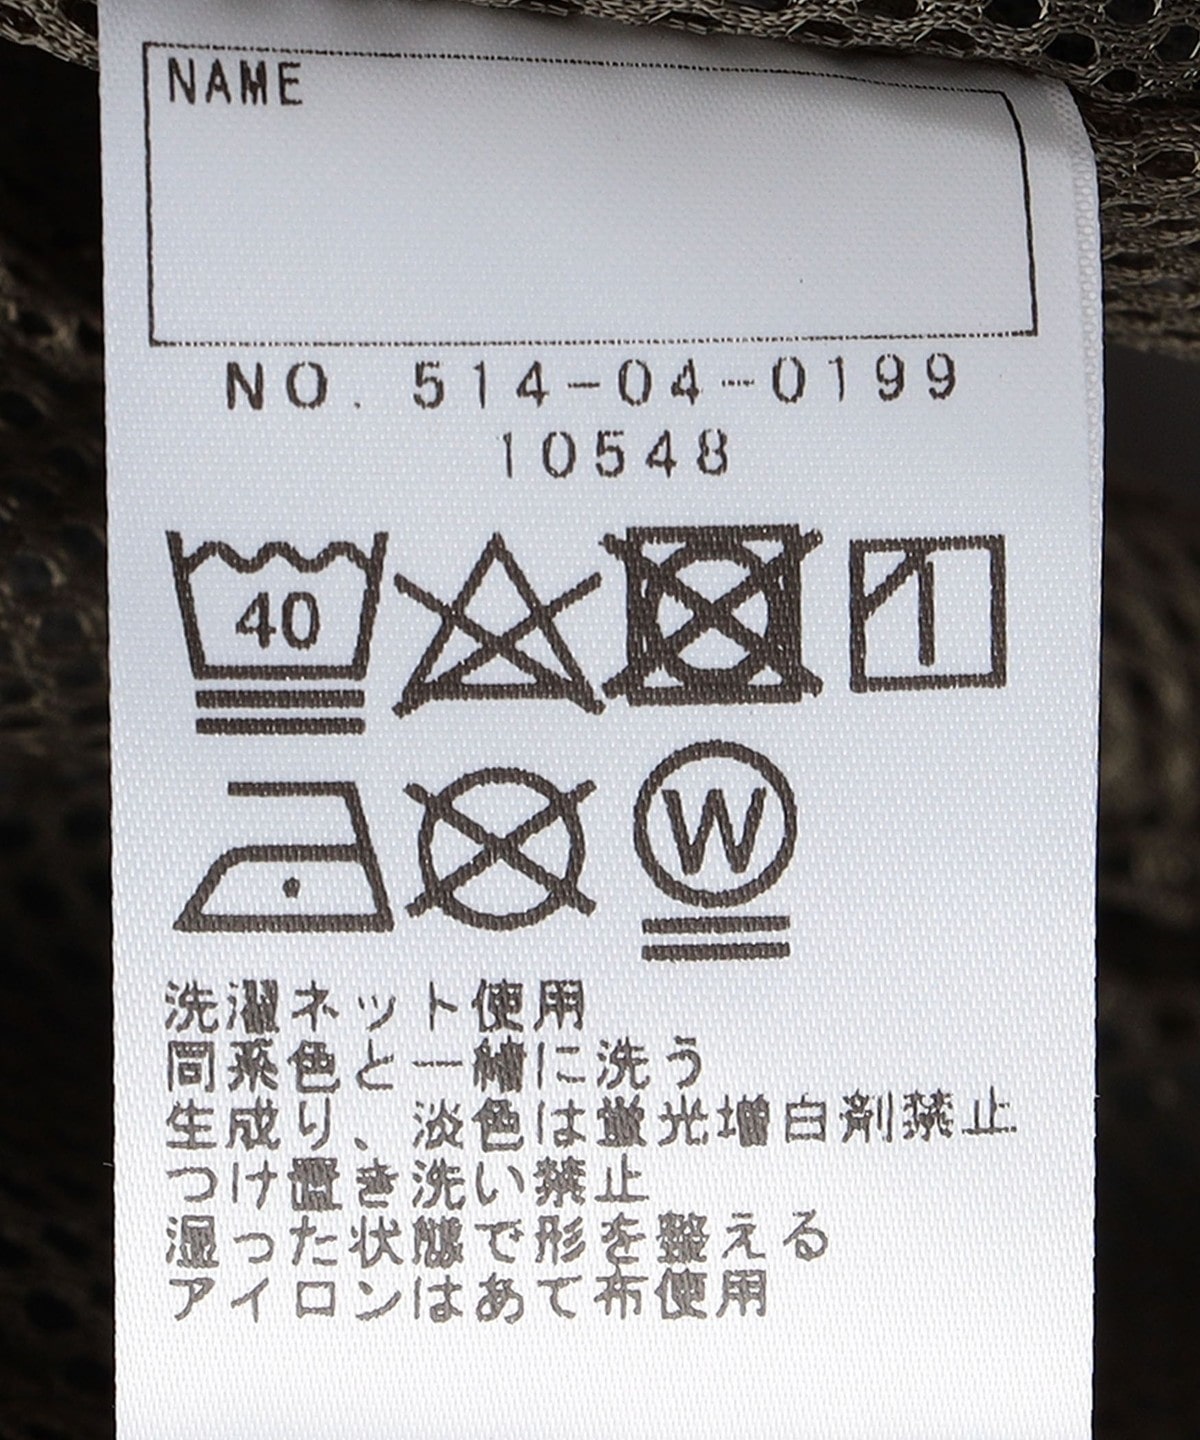 NAME
NO. 514-04-0199
10548
40
W
洗濯ネット使用
同系色と一緒に洗う
生成り、淡色は蛍光増白剤禁止
つけ置き洗い禁止
湿った状態で形を整える
アイロンはあて布使用